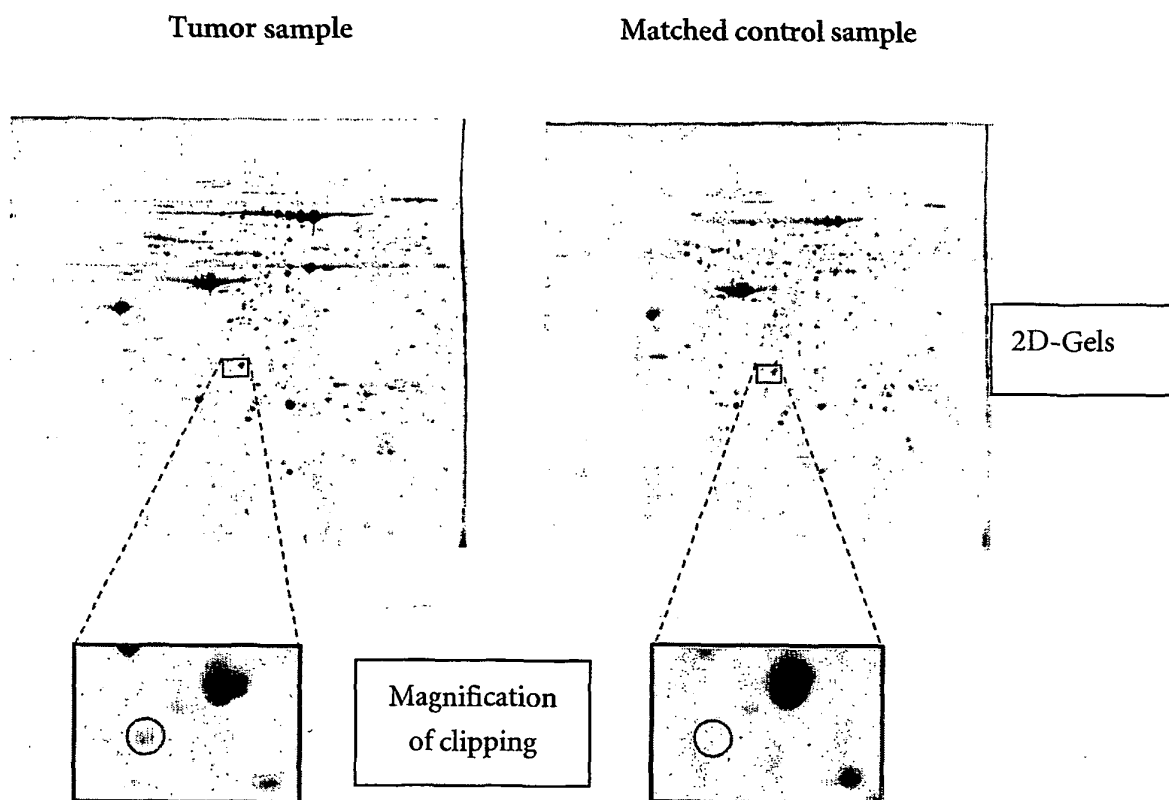 Tumor sample
Matched control sample
2D-Gels
Magnification
of clipping